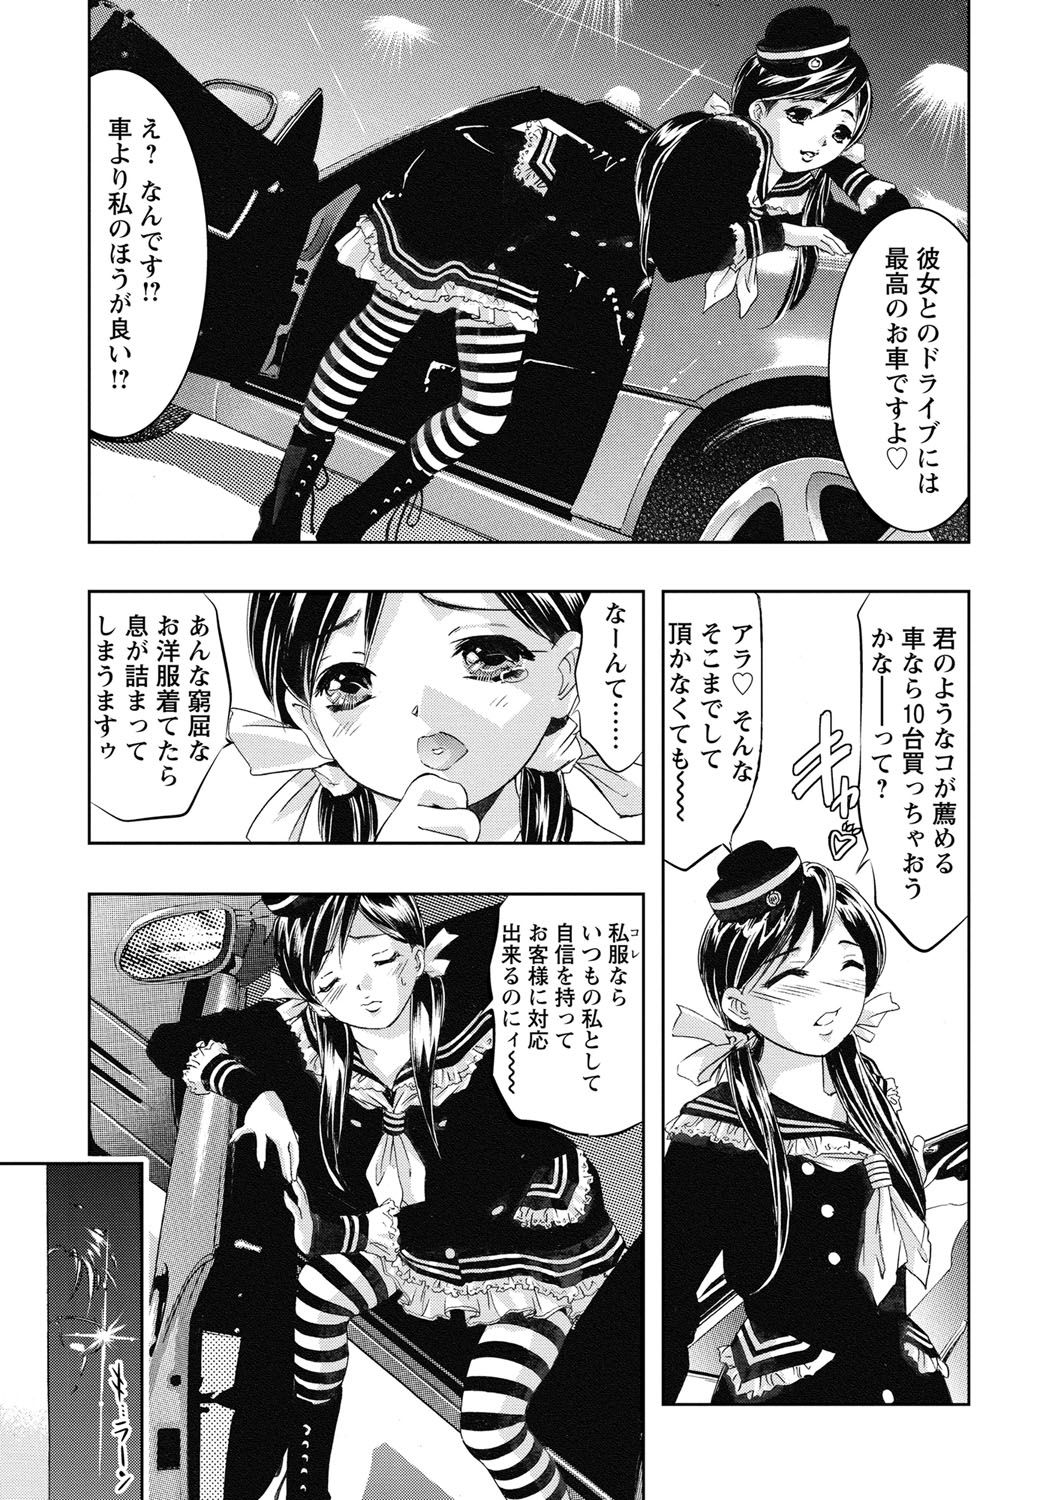 彼女とのドライブには
最高のお車ですよ♡
え？なんです!?
車より私のほうが良い!?
君のようなコが薦める
車なら10台買っちゃおう
かな──って？
アラ♡そんな
そこまでして
頂かなくても〜〜〜
キャッ♡
なーんて……
あんな窮屈な
お洋服着てたら
息が詰まって
しまうますゥ
私服なら
コレ
いつもの私として
自信を持って
お客様に対応
出来るのにィ〜〜〜
キ…ラーン